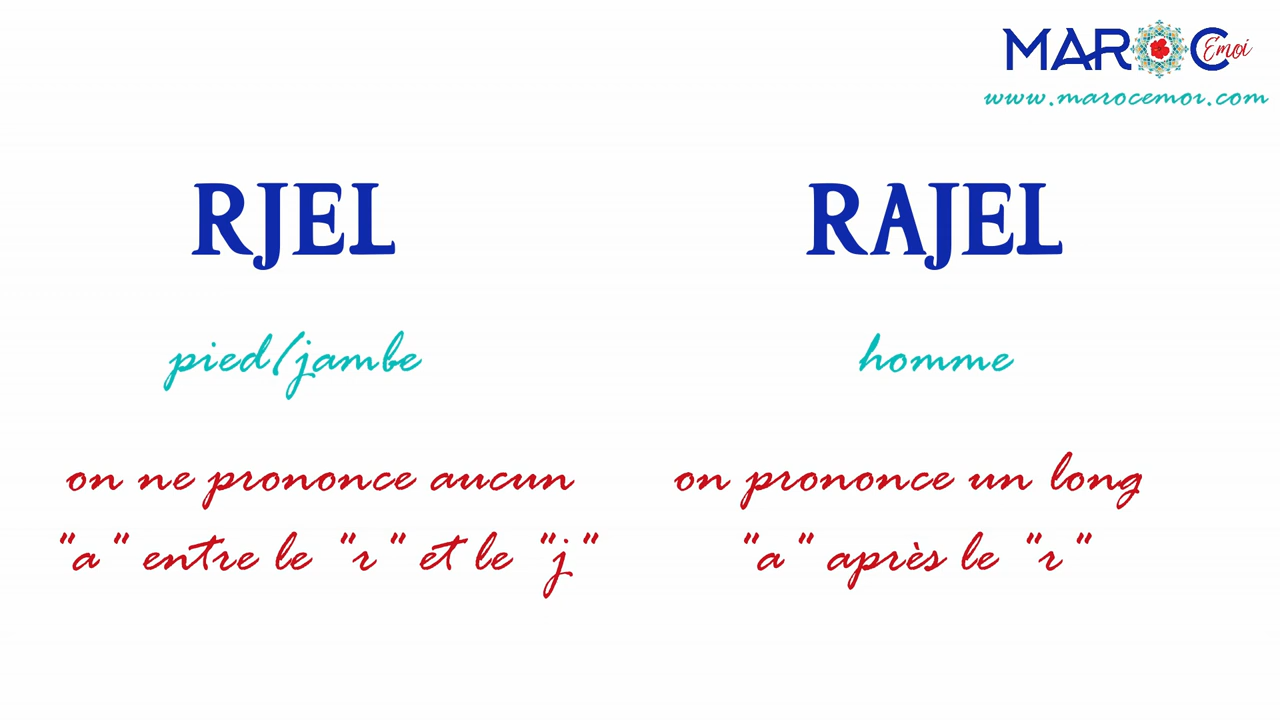 MAROC Emoi
www.marocemoi.com
RJEL
RAJEL
pied/jambe
homme
on ne prononce aucun
"a" entre le "r" et le "j"
on prononce un long
"a" après le "r"